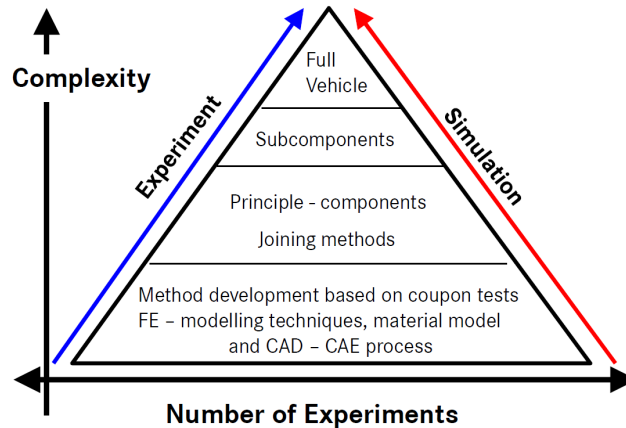 Complexity
Experiment
Simulation
Full
Vehicle
Subcomponents
Principle - components
Joining methods
Method development based on coupon tests
FE – modelling techniques, material model
and CAD – CAE process
Number of Experiments